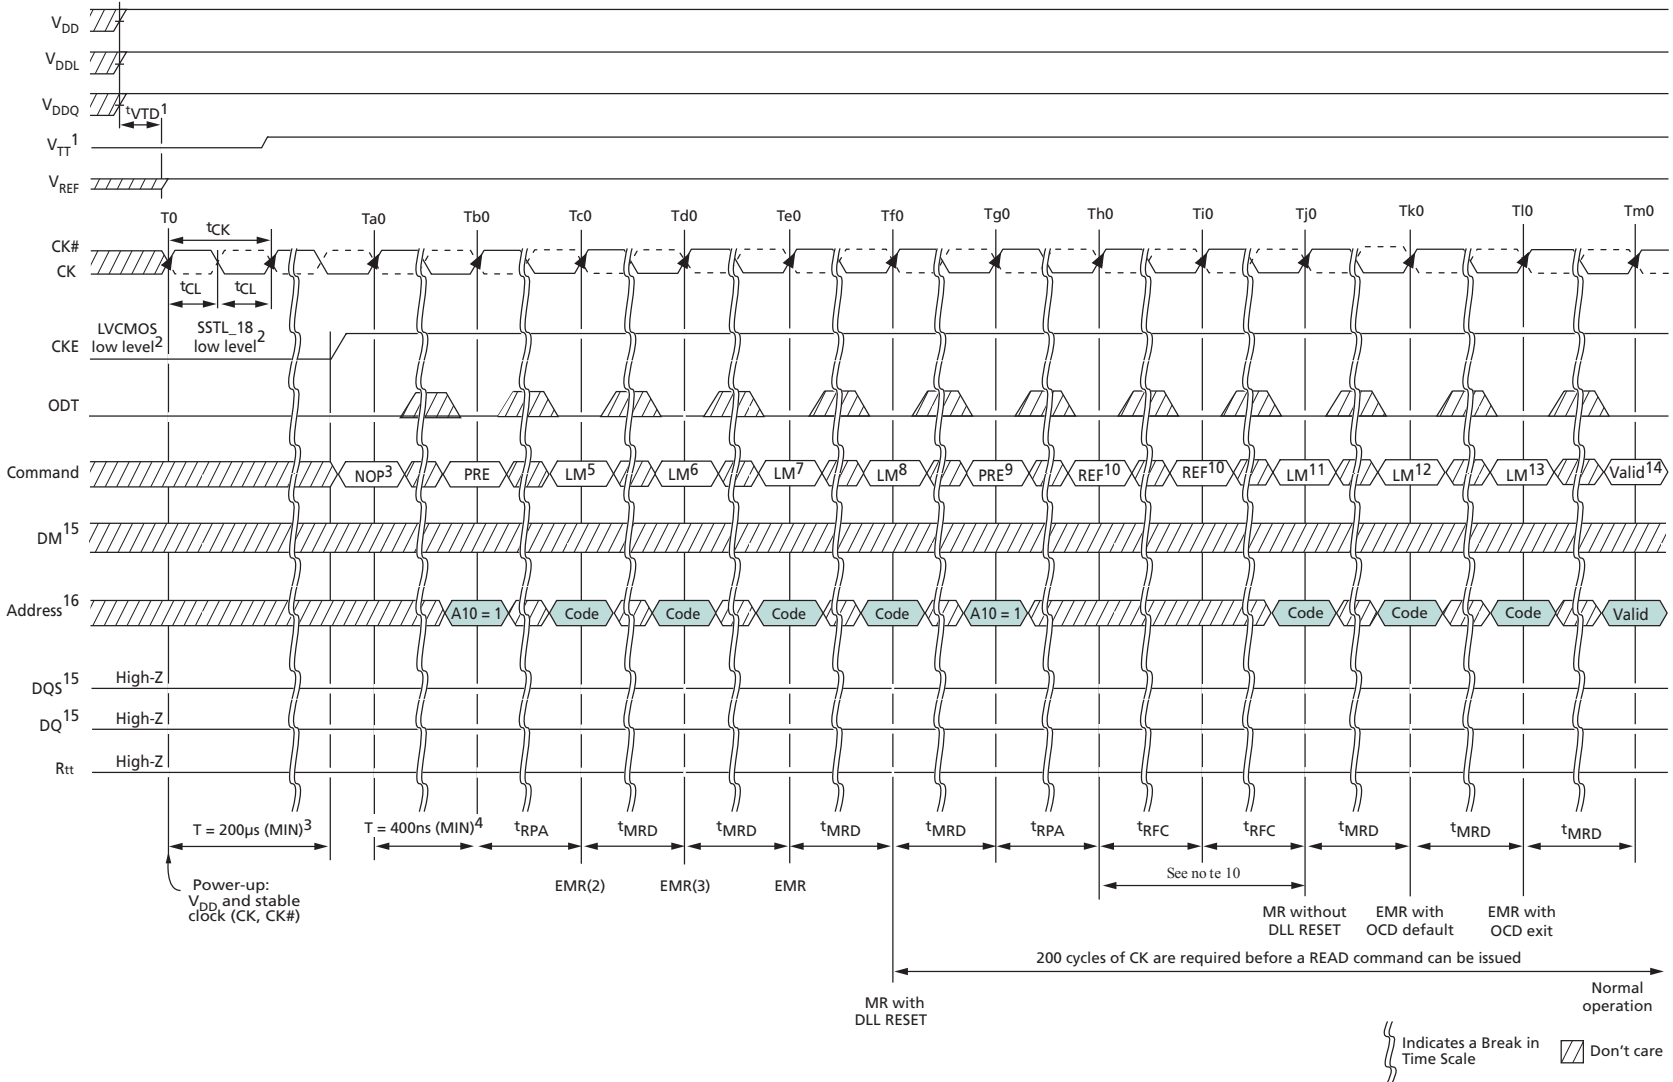 VDD
VDDL
VDDQ
tVTD1
VTT1
VREF
T0 Ta0 Tb0 Tc0 Td0 Te0 Tf0 Tg0 Th0 Ti0 Tj0 Tk0 Tl0 Tm0
tCK
CK#
CK
tCL tCL
LVCMOS
low level2
SSTL_18
low level2
CKE
ODT
Command NOP3 PRE LM5 LM6 LM7 LM8 PRE9 REF10 REF10 LM11 LM12 LM13 Valid14
DM15
Address16 A10 = 1 Code Code Code Code A10 = 1 Code Code Code Valid
DQS15 High-Z
DQ15 High-Z
Rtt High-Z
T = 200µs (MIN)3 T = 400ns (MIN)4 tRPA tMRD tMRD tMRD tMRD tRPA tRFC tRFC tMRD tMRD tMRD
See note 10
Power-up:
VDD and stable
clock (CK, CK#)
EMR(2) EMR(3) EMR
MR without
DLL RESET
EMR with
OCD default
EMR with
OCD exit
200 cycles of CK are required before a READ command can be issued
MR with
DLL RESET
Normal
operation
Indicates a Break in
Time Scale
Don't care